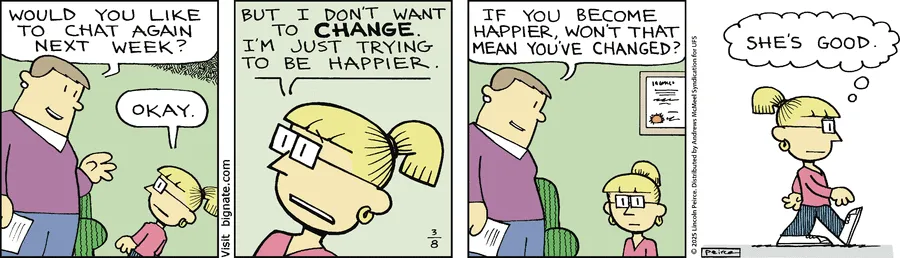 WOULD YOU LIKE
TO CHAT AGAIN
NEXT WEEK?
OKAY.
Visit bignate.com
BUT I DON'T WANT
TO CHANGE.
I'M JUST TRYING
TO BE HAPPIER.
3
8
IF YOU BECOME
HAPPIER, WON'T THAT
MEAN YOU'VE CHANGED?
© 2025 Lincoln Peirce. Distributed by Andrews McMeel Syndication for UFS
SHE'S GOOD.
PEIRCE